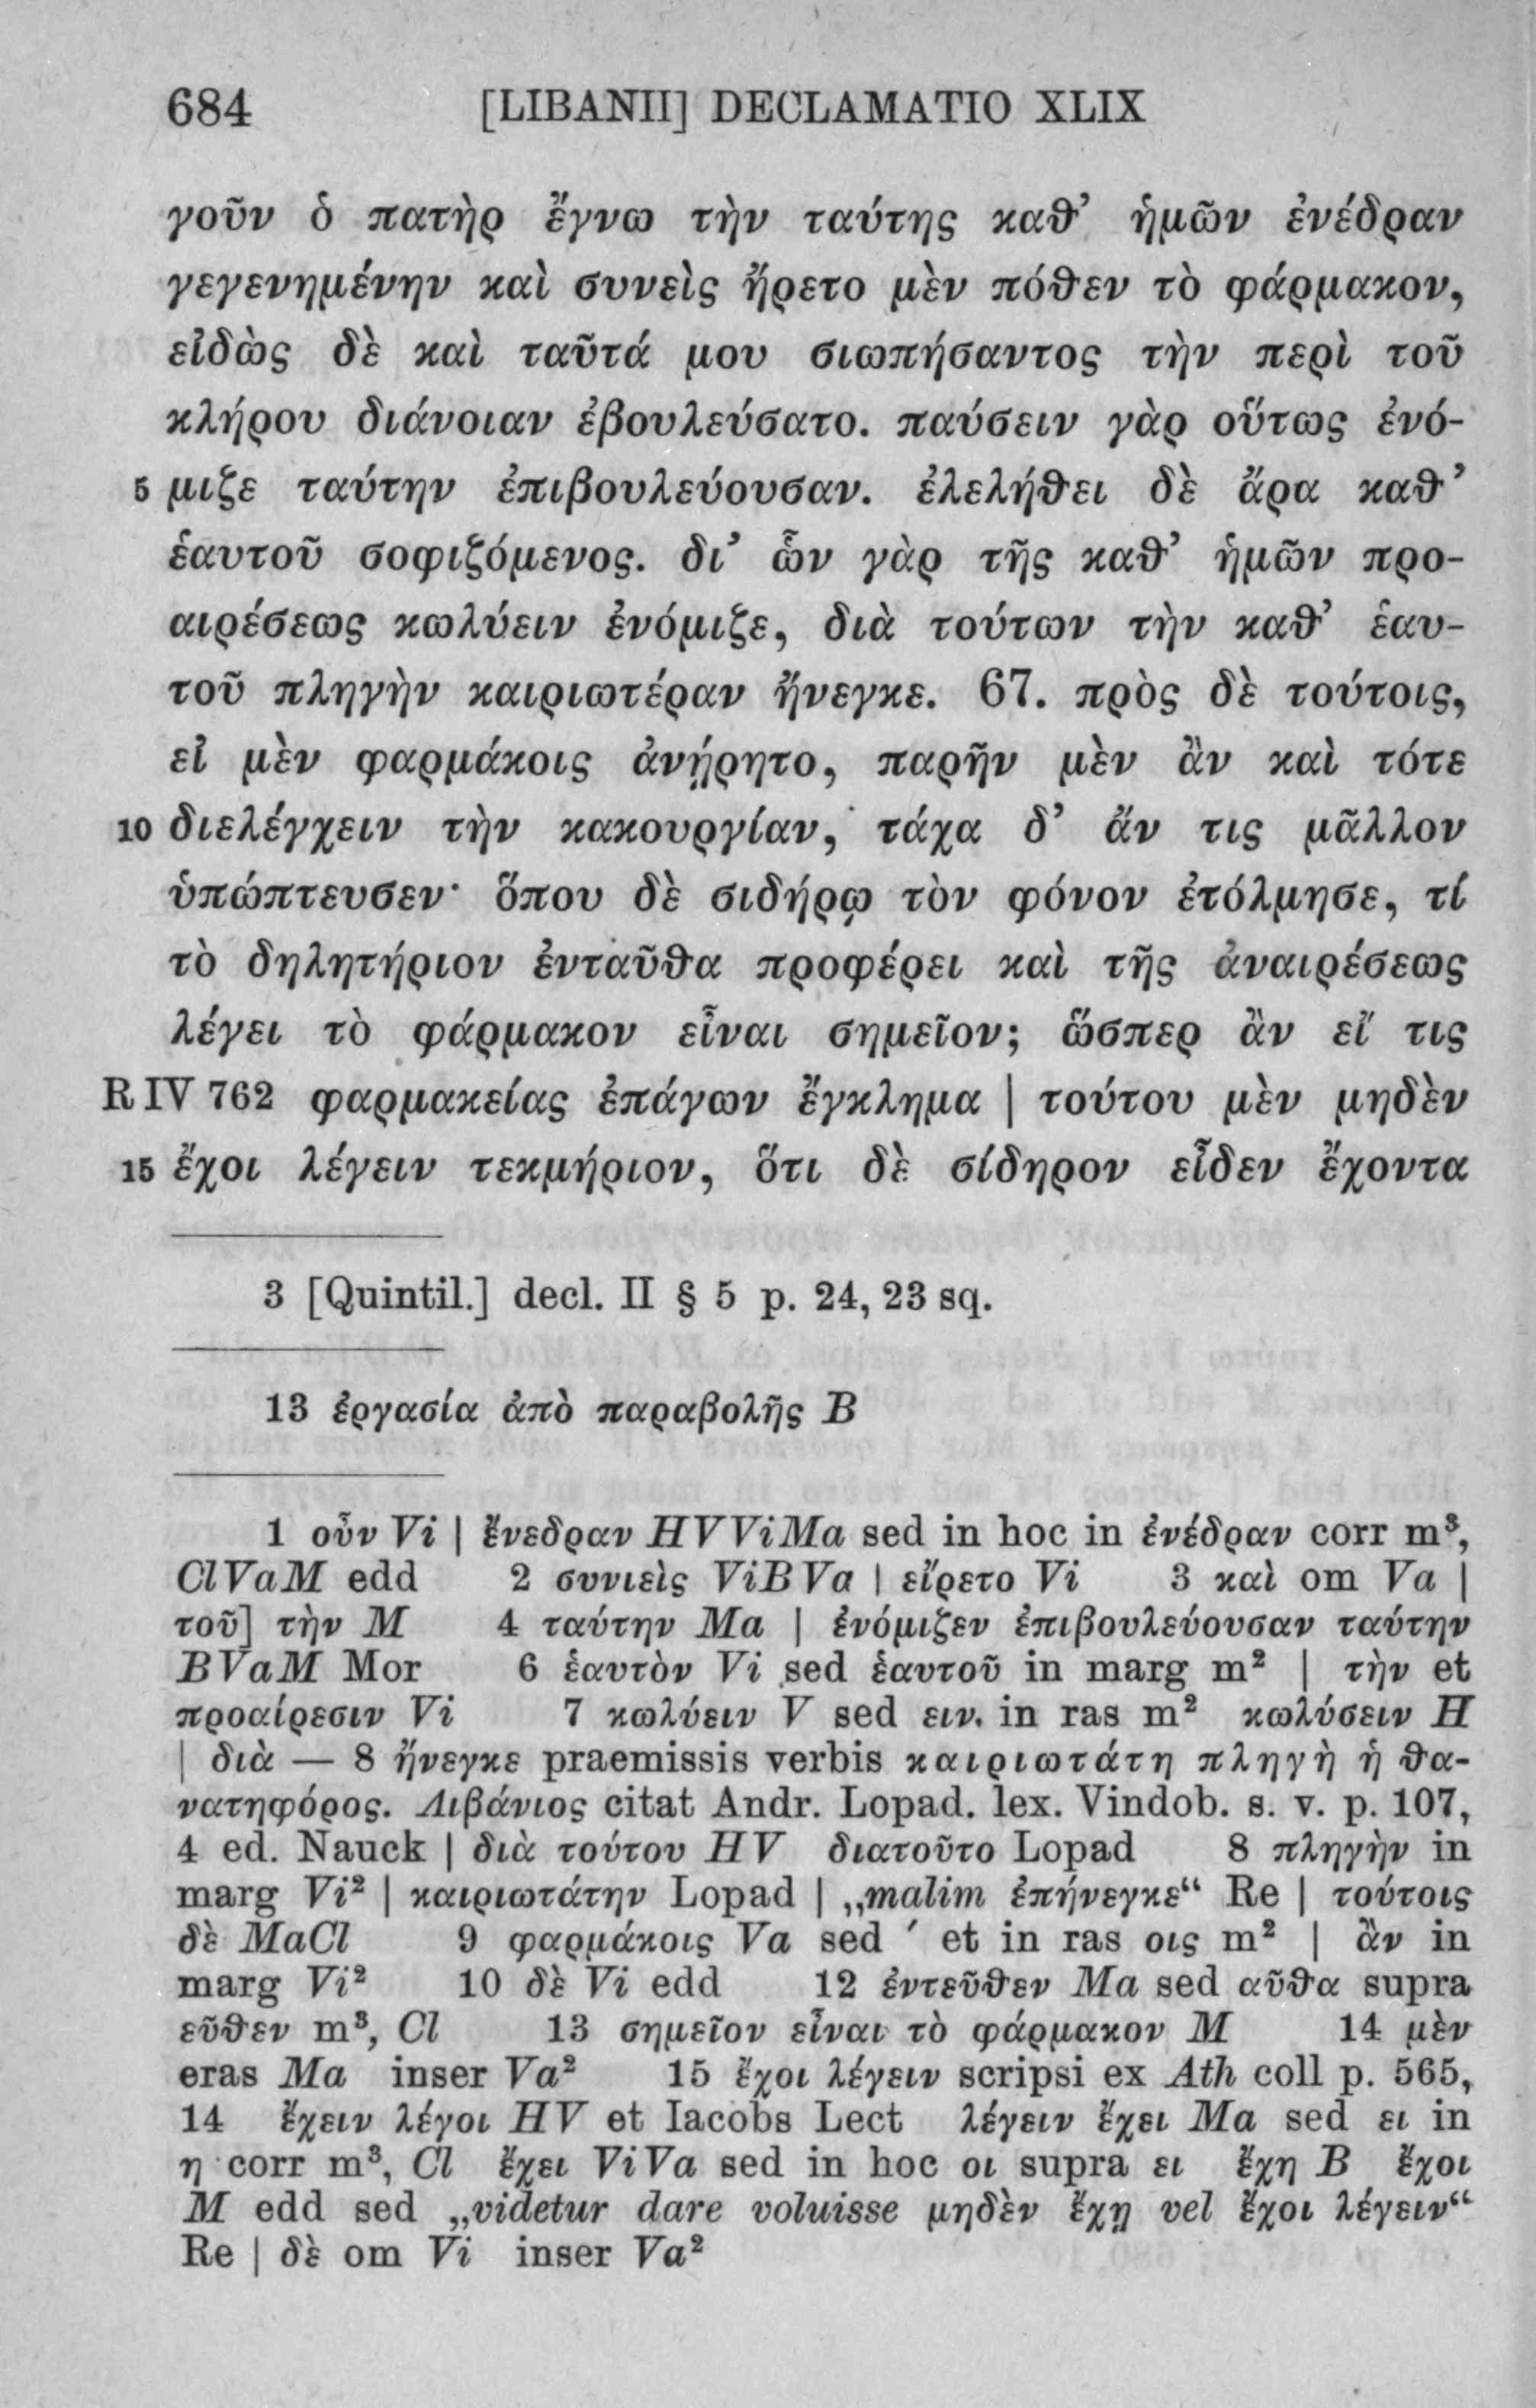 684 [LIBANII] DECLAMATIO XLIX
γοῦν ὁ πατὴρ ἔγνω τὴν ταύτης καθ’ ἡμῶν ἐνέδραν
γεγενημένην καὶ συνεὶς ἤρετο μὲν πόθεν τὸ φάρμακον,
εἰδὼς δὲ καὶ ταῦτά μου σιωπήσαντος τὴν περὶ τοῦ
κλήρου διάνοιαν ἐβουλεύσατο. παύσειν γὰρ οὕτως ἐνό-
5 μιζε ταύτην ἐπιβουλεύουσαν. ἐλελήθει δὲ ἄρα καθ’
ἑαυτοῦ σοφιζόμενος. δι’ ὧν γὰρ τῆς καθ’ ἡμῶν προ-
αιρέσεως κωλύειν ἐνόμιζε, διὰ τούτων τὴν καθ’ ἑαυ-
τοῦ πληγὴν καιριωτέραν ἤνεγκε. 67. πρὸς δὲ τούτοις,
εἰ μὲν φαρμάκοις ἀνῄρητο, παρῆν μὲν ἂν καὶ τότε
10 διελέγχειν τὴν κακουργίαν, τάχα δ’ ἄν τις μᾶλλον
ὑπώπτευσεν· ὅπου δὲ σιδήρῳ τὸν φόνον ἐτόλμησε, τί
τὸ δηλητήριον ἐνταῦθα προφέρει καὶ τῆς ἀναιρέσεως
λέγει τὸ φάρμακον εἶναι σημεῖον; ὥσπερ ἂν εἴ τις
R IV 762 φαρμακείας ἐπάγων ἔγκλημα | τούτου μὲν μηδὲν
15 ἔχοι λέγειν τεκμήριον, ὅτι δὲ σίδηρον εἶδεν ἔχοντα
3 [Quintil.] decl. II § 5 p. 24, 23 sq.
13 ἐργασία ἀπὸ παραβολῆς B
1 οὖν Vi | ἔνεδραν HVViMa sed in hoc in ἐνέδραν corr m³,
ClVaM edd 2 συνιεὶς ViBVa | εἴρετο Vi 3 καὶ om Va |
τοῦ] τὴν M 4 ταύτην Ma | ἐνόμιζεν ἐπιβουλεύουσαν ταύτην
BVaM Mor 6 ἑαυτὸν Vi sed ἑαυτοῦ in marg m² | τὴν et
προαίρεσιν Vi 7 κωλύειν V sed ειν. in ras m² κωλύσειν H
| διὰ — 8 ἤνεγκε praemissis verbis καιριωτάτη πληγὴ ἡ θα-
νατηφόρος. Λιβάνιος citat Andr. Lopad. lex. Vindob. s. v. p. 107,
4 ed. Nauck | διὰ τούτου HV διατοῦτο Lopad 8 πληγὴν in
marg Vi² | καιριωτάτην Lopad | „malim ἐπήνεγκε“ Re | τούτοις
δὲ MaCl 9 φαρμάκοις Va sed ´ et in ras οις m² | ἂν in
marg Vi² 10 δὲ Vi edd 12 ἐντεῦθεν Ma sed αῦθα supra
εῦθεν m³, Cl 13 σημεῖον εἶναι τὸ φάρμακον M 14 μὲν
eras Ma inser Va² 15 ἔχοι λέγειν scripsi ex Ath coll p. 565,
14 ἔχειν λέγοι HV et Iacobs Lect λέγειν ἔχει Ma sed ει in
η corr m³, Cl ἔχει ViVa sed in hoc οι supra ει ἔχη B ἔχοι
M edd sed „videtur dare voluisse μηδὲν ἔχῃ vel ἔχοι λέγειν“
Re | δὲ om Vi inser Va²